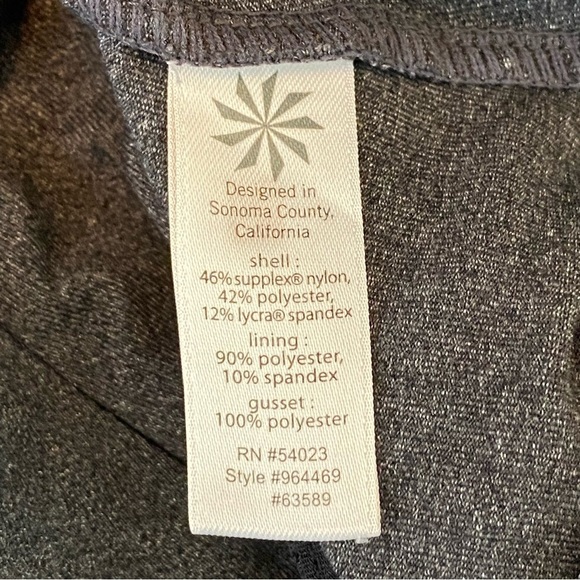 Designed in
Sonoma County,
California
shell :
46% supplex® nylon,
42% polyester,
12% lycra® spandex
lining :
90% polyester,
10% spandex
gusset :
100% polyester
RN #54023
Style #964469
#63589